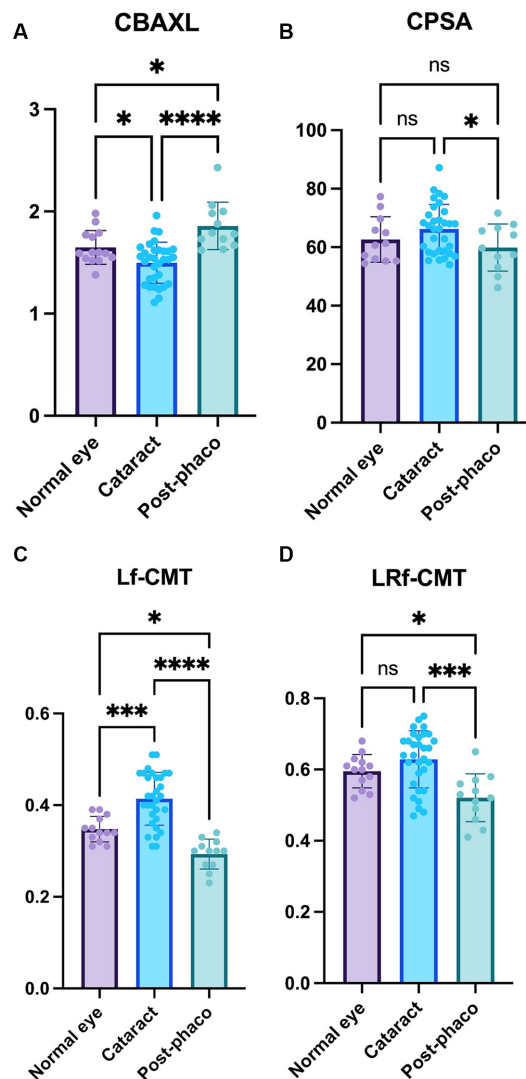 A
CBAXL
*
* ****
3
2
1
0
Normal eye
Cataract
Post-phaco
B
CPSA
ns
ns *
100
80
60
40
20
0
Normal eye
Cataract
Post-phaco
C
Lf-CMT
*
****
***
0.6
0.4
0.2
0.0
Normal eye
Cataract
Post-phaco
D
LRf-CMT
*
ns ***
0.8
0.6
0.4
0.2
0.0
Normal eye
Cataract
Post-phaco